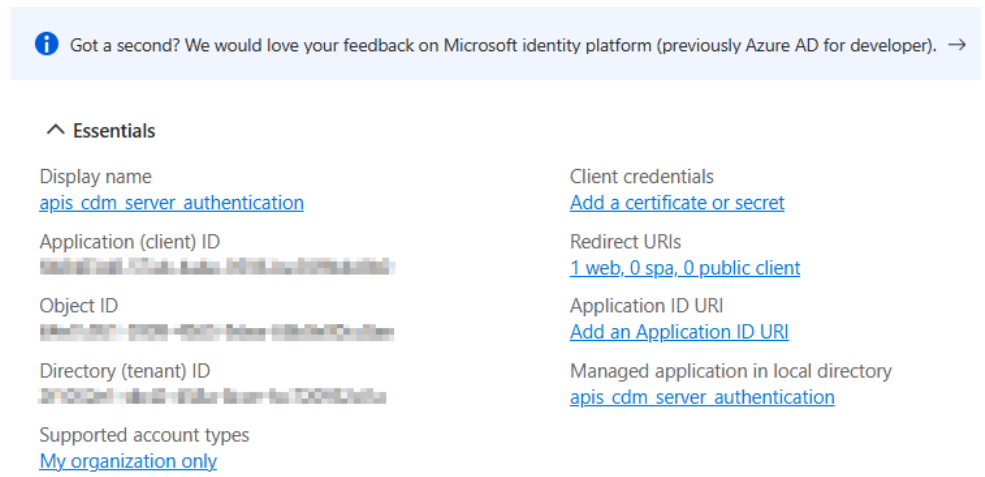 Got a second? We would love your feedback on Microsoft identity platform (previously Azure AD for developer). →
Essentials
Display name
apis_cdm_server_authentication
Application (client) ID
Object ID
Directory (tenant) ID
Supported account types
My organization only
Client credentials
Add a certificate or secret
Redirect URIs
1 web, 0 spa, 0 public client
Application ID URI
Add an Application ID URI
Managed application in local directory
apis_cdm_server_authentication